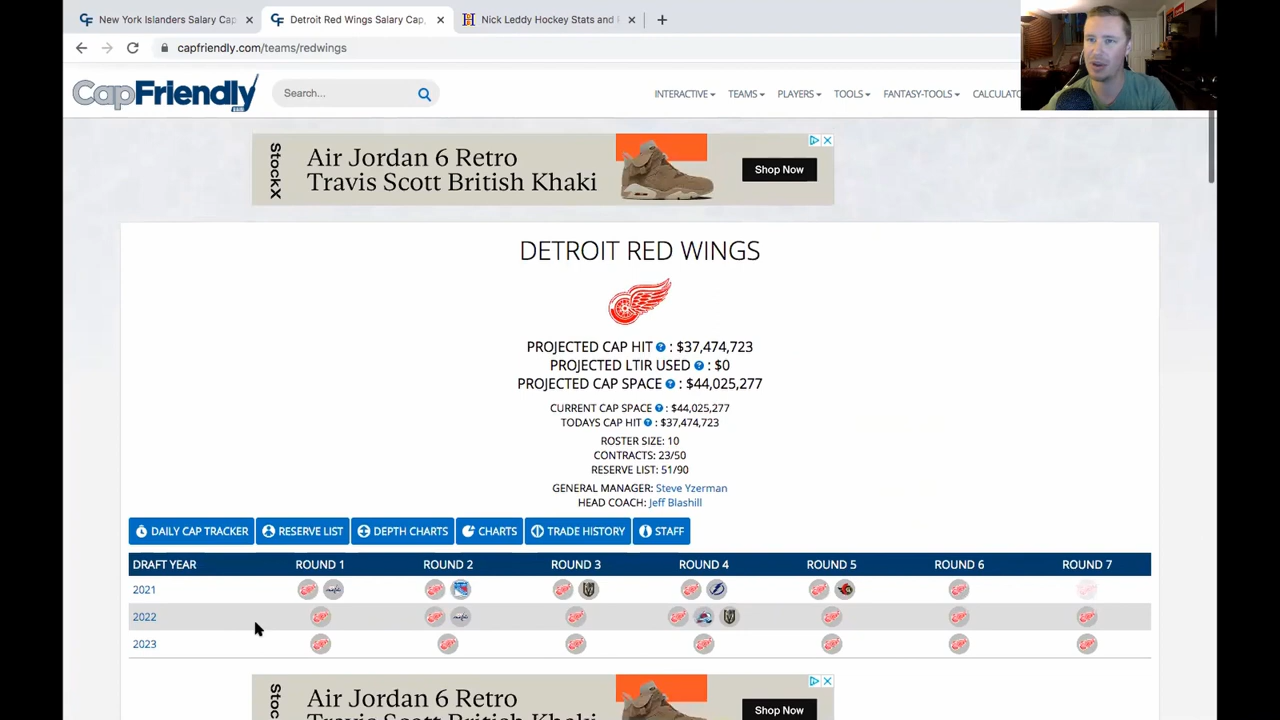 New York Islanders Salary Cap
Detroit Red Wings Salary Cap,
Nick Leddy Hockey Stats and
capfriendly.com/teams/redwings
CapFriendly
Search...
INTERACTIVE
TEAMS
PLAYERS
TOOLS
FANTASY-TOOLS
StockX
Air Jordan 6 Retro
Travis Scott British Khaki
Shop Now
DETROIT RED WINGS
PROJECTED CAP HIT ? : $37,474,723
PROJECTED LTIR USED ? : $0
PROJECTED CAP SPACE ? : $44,025,277
CURRENT CAP SPACE ? : $44,025,277
TODAYS CAP HIT ? : $37,474,723
ROSTER SIZE: 10
CONTRACTS: 23/50
RESERVE LIST: 51/90
GENERAL MANAGER: Steve Yzerman
HEAD COACH: Jeff Blashill
DAILY CAP TRACKER
RESERVE LIST
DEPTH CHARTS
CHARTS
TRADE HISTORY
STAFF
DRAFT YEAR ROUND 1 ROUND 2 ROUND 3 ROUND 4 ROUND 5 ROUND 6 ROUND 7
2021
2022
2023
Air Jordan 6 Retro
Shop Now